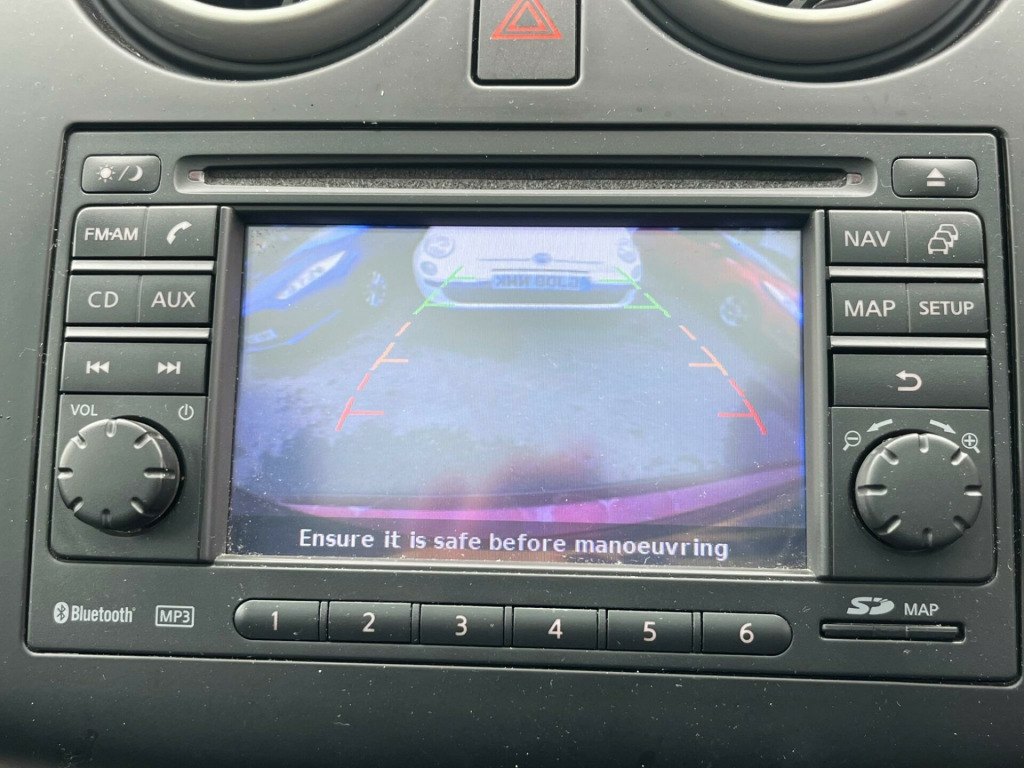 FM·AM
CD AUX
VOL
NAV
MAP SETUP
Ensure it is safe before manoeuvring
Bluetooth MP3 1 2 3 4 5 6 SD MAP